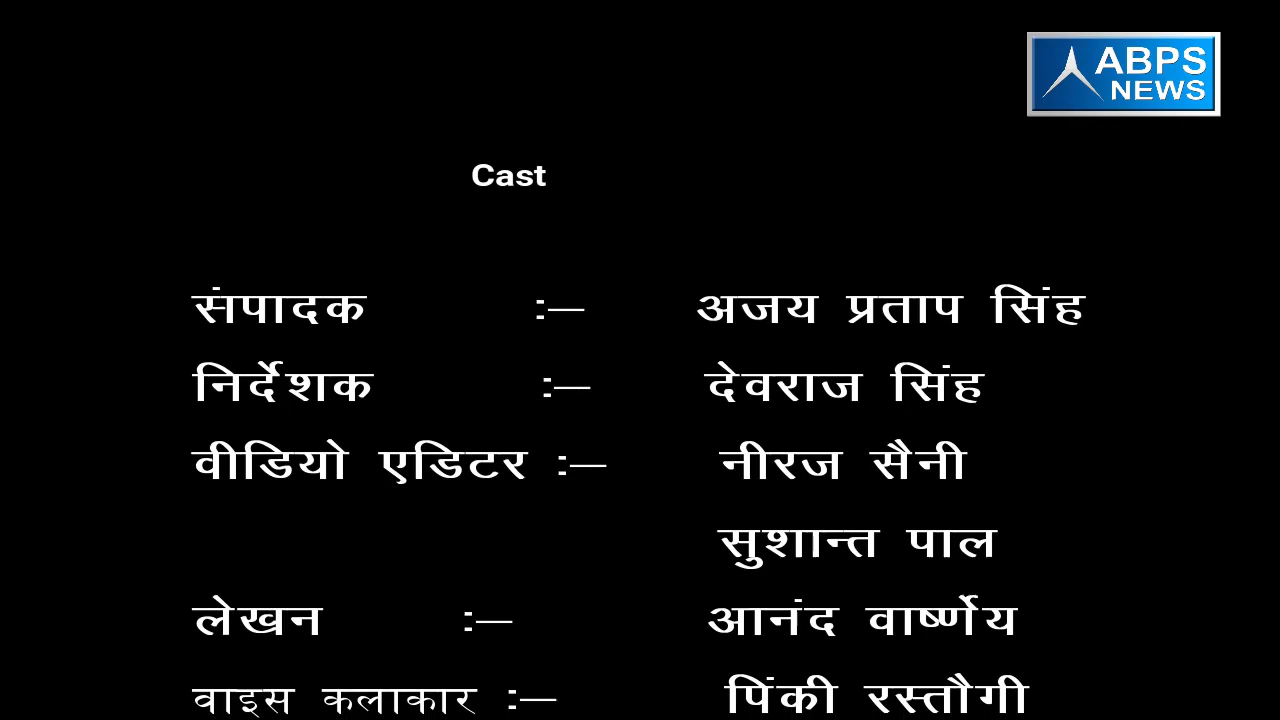 ABPS
NEWS
Cast
संपादक :— अजय प्रताप सिंह
निर्देशक :— देवराज सिंह
वीडियो एडिटर :— नीरज सैनी
सुशान्त पाल
लेखन :— आनंद वार्ष्णेय
वाइस कलाकार :— पिंकी रस्तौगी